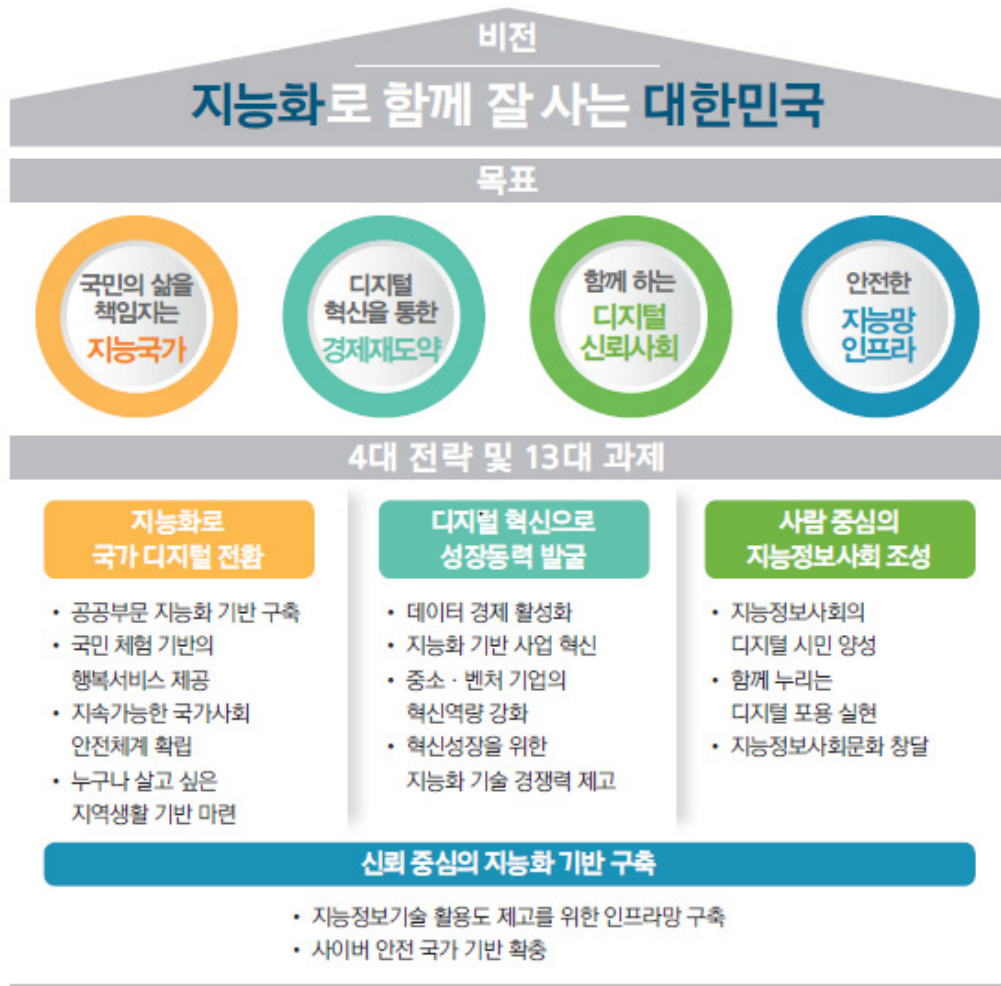 비전
지능화로 함께 잘 사는 대한민국
목표
국민의 삶을
책임지는
지능국가
디지털
혁신을 통한
경제재도약
함께 하는
디지털
신뢰사회
안전한
지능망
인프라
4대 전략 및 13대 과제
지능화로
국가 디지털 전환
• 공공부문 지능화 기반 구축
• 국민 체험 기반의
행복서비스 제공
• 지속가능한 국가사회
안전체계 확립
• 누구나 살고 싶은
지역생활 기반 마련
디지털 혁신으로
성장동력 발굴
• 데이터 경제 활성화
• 지능화 기반 사업 혁신
• 중소 · 벤처 기업의
혁신역량 강화
• 혁신성장을 위한
지능화 기술 경쟁력 제고
사람 중심의
지능정보사회 조성
• 지능정보사회의
디지털 시민 양성
• 함께 누리는
디지털 포용 실현
• 지능정보사회문화 창달
신뢰 중심의 지능화 기반 구축
• 지능정보기술 활용도 제고를 위한 인프라망 구축
• 사이버 안전 국가 기반 확충